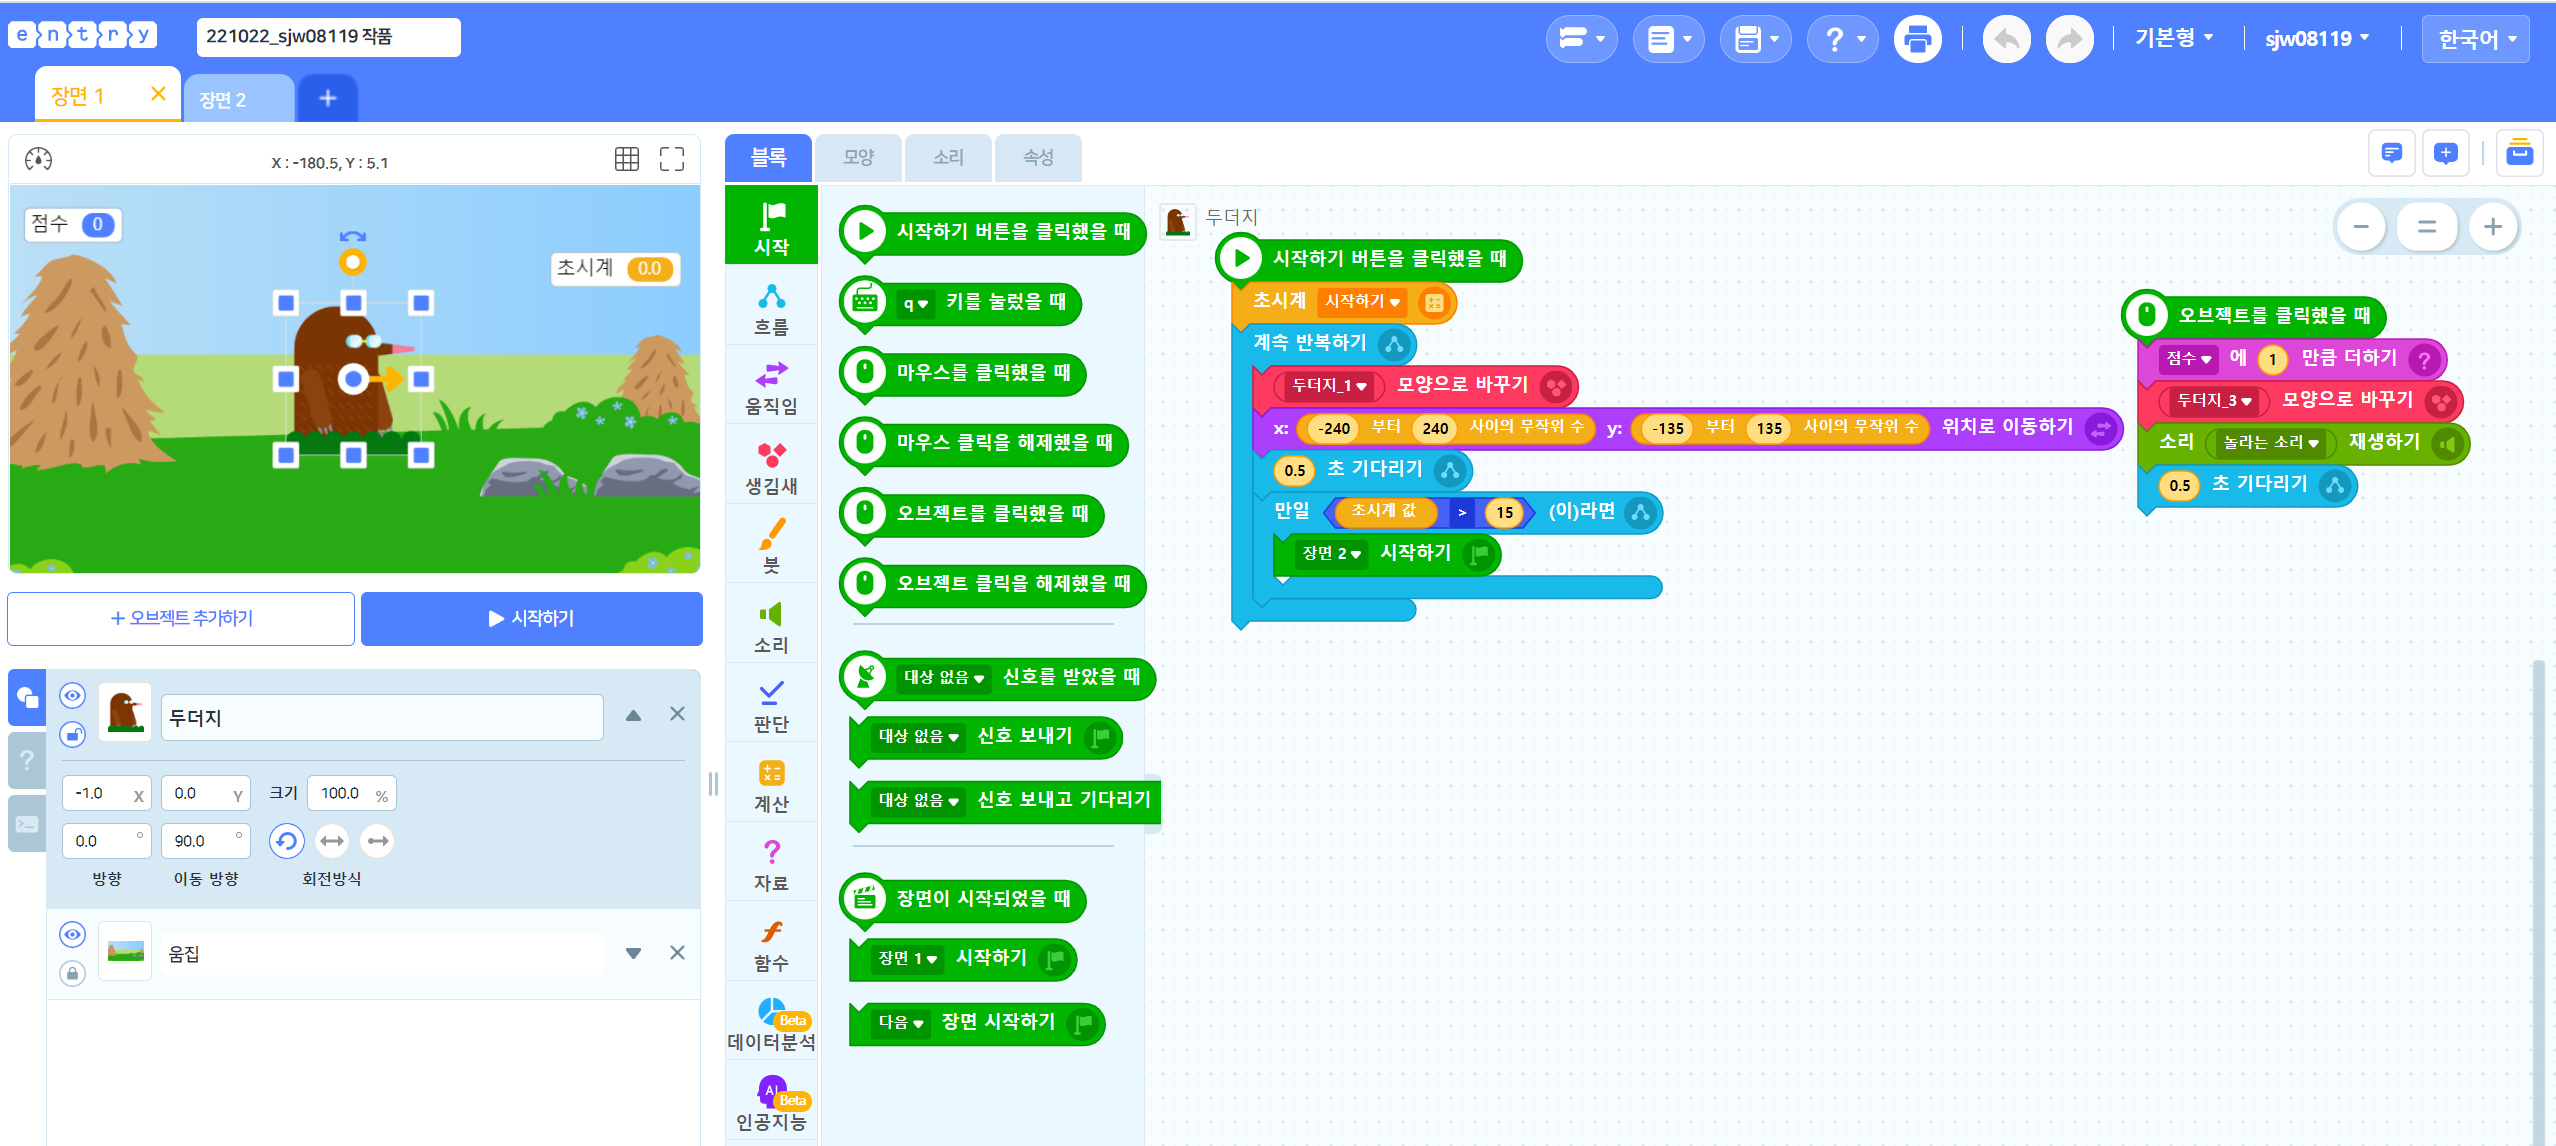 entry
221022_sjw08119 작품
기본형
sjw08119
한국어
장면 1
장면 2
X : -180.5, Y : 5.1
점수 0
초시계 0.0
+ 오브젝트 추가하기
시작하기
두더지
-1.0 X
0.0 Y
크기 100.0 %
0.0 °
90.0 °
방향
이동 방향
회전방식
움집
블록
모양
소리
속성
시작
흐름
움직임
생김새
붓
소리
판단
계산
자료
함수
Beta
데이터분석
AI
Beta
인공지능
시작하기 버튼을 클릭했을 때
q 키를 눌렀을 때
마우스를 클릭했을 때
마우스 클릭을 해제했을 때
오브젝트를 클릭했을 때
오브젝트 클릭을 해제했을 때
대상 없음 신호를 받았을 때
대상 없음 신호 보내기
대상 없음 신호 보내고 기다리기
장면이 시작되었을 때
장면 1 시작하기
다음 장면 시작하기
두더지
시작하기 버튼을 클릭했을 때
초시계 시작하기
계속 반복하기
두더지_1 모양으로 바꾸기
x: -240 부터 240 사이의 무작위 수 y: -135 부터 135 사이의 무작위 수 위치로 이동하기
0.5 초 기다리기
만일 초시계 값 > 15 (이)라면
장면 2 시작하기
오브젝트를 클릭했을 때
점수 에 1 만큼 더하기
두더지_3 모양으로 바꾸기
소리 놀라는 소리 재생하기
0.5 초 기다리기